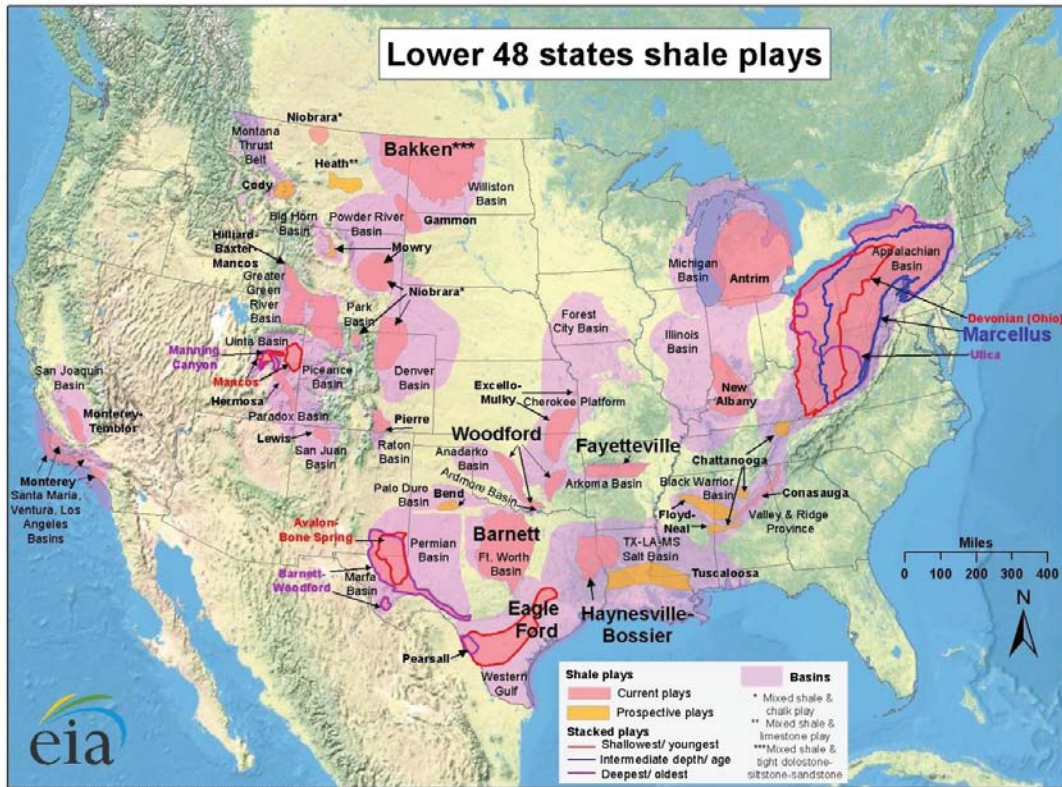 Lower 48 states shale plays
Niobrara*
Montana
Thrust
Belt
Bakken***
Heath**
Cody
Williston
Basin
Big Horn
Basin
Powder River
Basin
Gammon
Hilliard-
Baxter-
Mancos
Mowry
Michigan
Basin
Antrim
Appalachian
Basin
Greater
Green
River
Basin
Niobrara*
Park
Basin
Forest
City Basin
Illinois
Basin
Devonian (Ohio)
Marcellus
Utica
Uinta Basin
Manning
Canyon
Mancos
Piceance
Basin
Denver
Basin
San Joaquin
Basin
Hermosa
Paradox Basin
Excello-
Mulky
Cherokee Platform
New
Albany
Monterey-
Temblor
Lewis
San Juan
Basin
Pierre
Raton
Basin
Woodford
Anadarko
Basin
Fayetteville
Chattanooga
Monterey
Santa Maria,
Ventura, Los
Angeles
Basins
Palo Duro
Basin
Bend
Ardmore Basin
Arkoma Basin
Black Warrior
Basin
Conasauga
Floyd-
Neal
Valley & Ridge
Province
Avalon-
Bone Spring
Permian
Basin
Barnett
Ft. Worth
Basin
TX-LA-MS
Salt Basin
Tuscaloosa
Barnett-
Woodford
Marfa
Basin
Eagle
Ford
Haynesville-
Bossier
Pearsall
Western
Gulf
Miles
0 100 200 300 400
N
Shale plays
Current plays
Prospective plays
Stacked plays
Shallowest/ youngest
Intermediate depth/ age
Deepest/ oldest
Basins
* Mixed shale &
chalk play
** Mixed shale &
limestone play
***Mixed shale &
tight dolostone-
siltstone-sandstone
eia